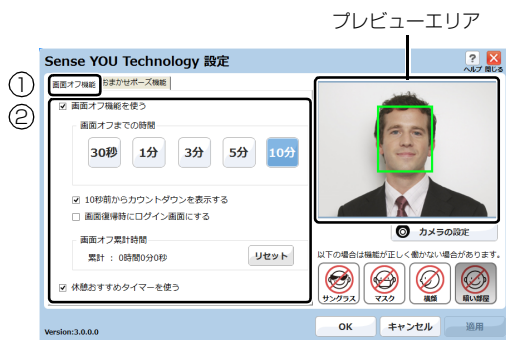 プレビューエリア
Sense YOU Technology 設定
ヘルプ 閉じる
① 画面オフ機能 おまかせポーズ機能
②
画面オフ機能を使う
画面オフまでの時間
30秒 1分 3分 5分 10分
10秒前からカウントダウンを表示する
画面復帰時にログイン画面にする
カメラの設定
画面オフ累計時間
累計 : 0時間0分0秒 リセット
以下の場合は機能が正しく働かない場合があります。
サングラス マスク 横顔 暗い部屋
休憩おすすめタイマーを使う
Version:3.0.0.0
OK キャンセル 適用